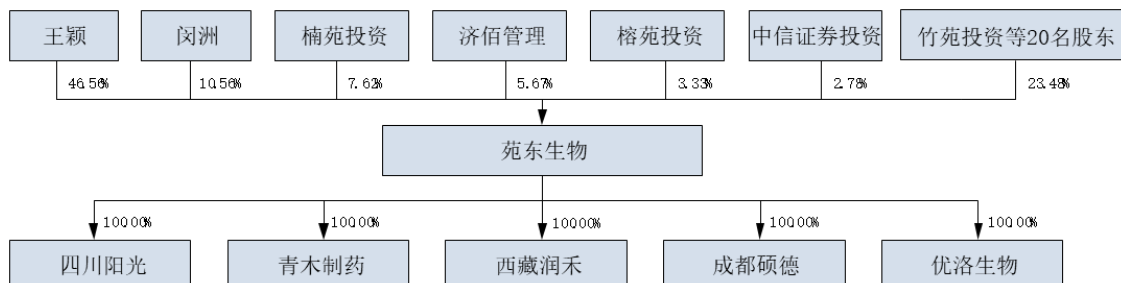 王颖
闵洲
楠苑投资
济佰管理
榕苑投资
中信证券投资
竹苑投资等20名股东
46.56%
10.56%
7.62%
5.67%
3.33%
2.78%
23.48%
苑东生物
100.00%
100.00%
100.00%
100.00%
100.00%
四川阳光
青木制药
西藏润禾
成都硕德
优洛生物